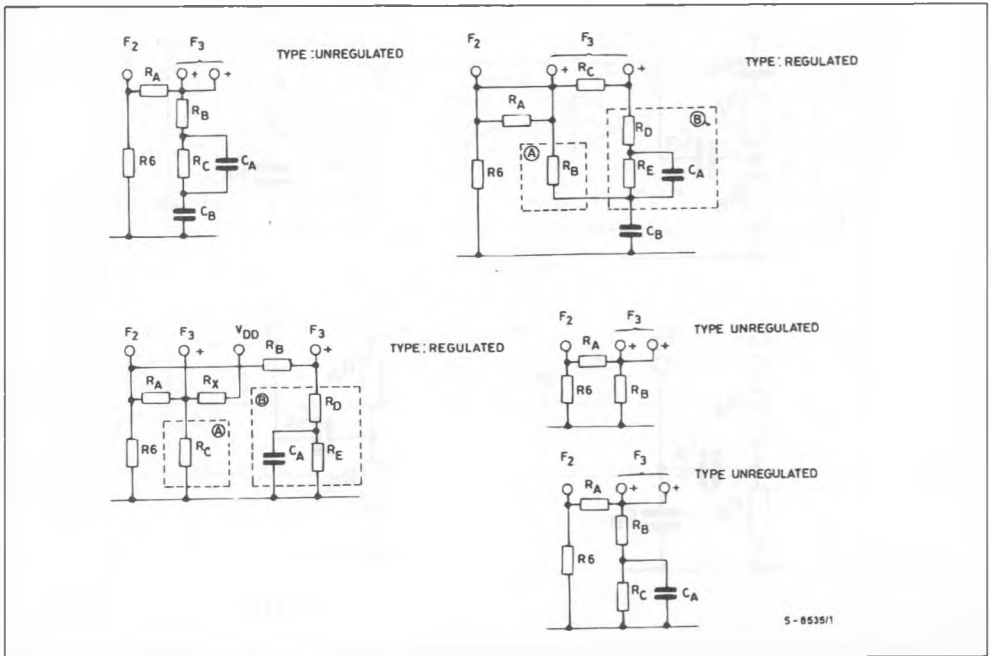 F2 F3 TYPE : UNREGULATED
RA + +
RB
R6 RC CA
CB
F2 F3 TYPE : REGULATED
+ RC +
RA
RD B
A
R6 RB RE CA
CB
F2 F3 VDD F3 TYPE : REGULATED
+ RB +
RA RX
B RD
A
R6 RC CA RE
F2 F3 TYPE UNREGULATED
RA + +
R6 RB
F2 F3 TYPE UNREGULATED
RA + +
RB
R6
RC CA
S - 8535/1